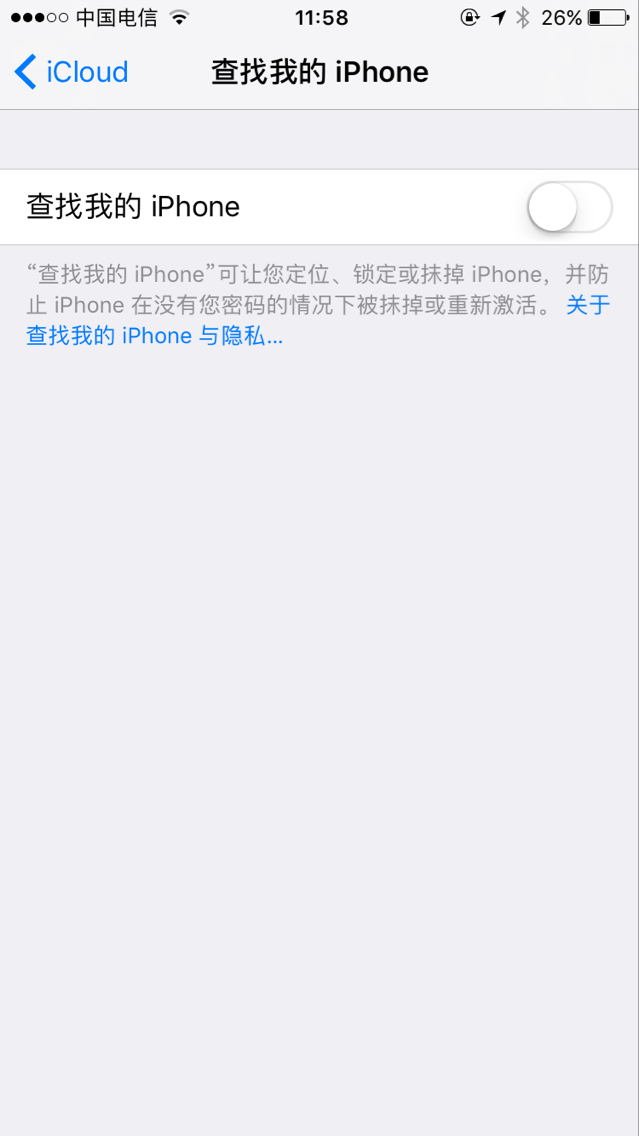 中国电信 11:58 26%
iCloud 查找我的 iPhone
查找我的 iPhone
“查找我的 iPhone”可让您定位、锁定或抹掉 iPhone，并防
止 iPhone 在没有您密码的情况下被抹掉或重新激活。关于
查找我的 iPhone 与隐私...